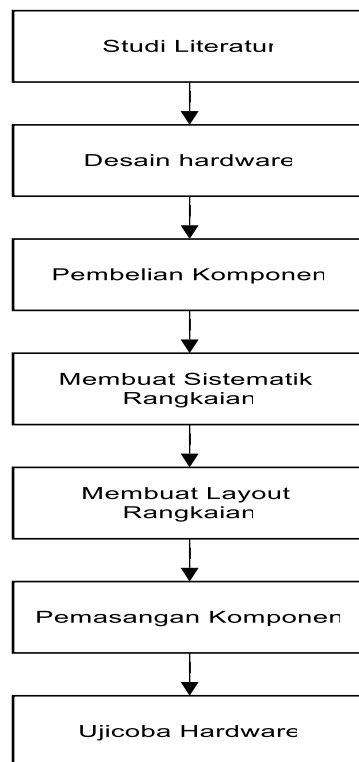 Studi Literatur
Desain hardware
Pembelian Komponen
Membuat Sistematik
Rangkaian
Membuat Layout
Rangkaian
Pemasangan Komponen
Ujicoba Hardware